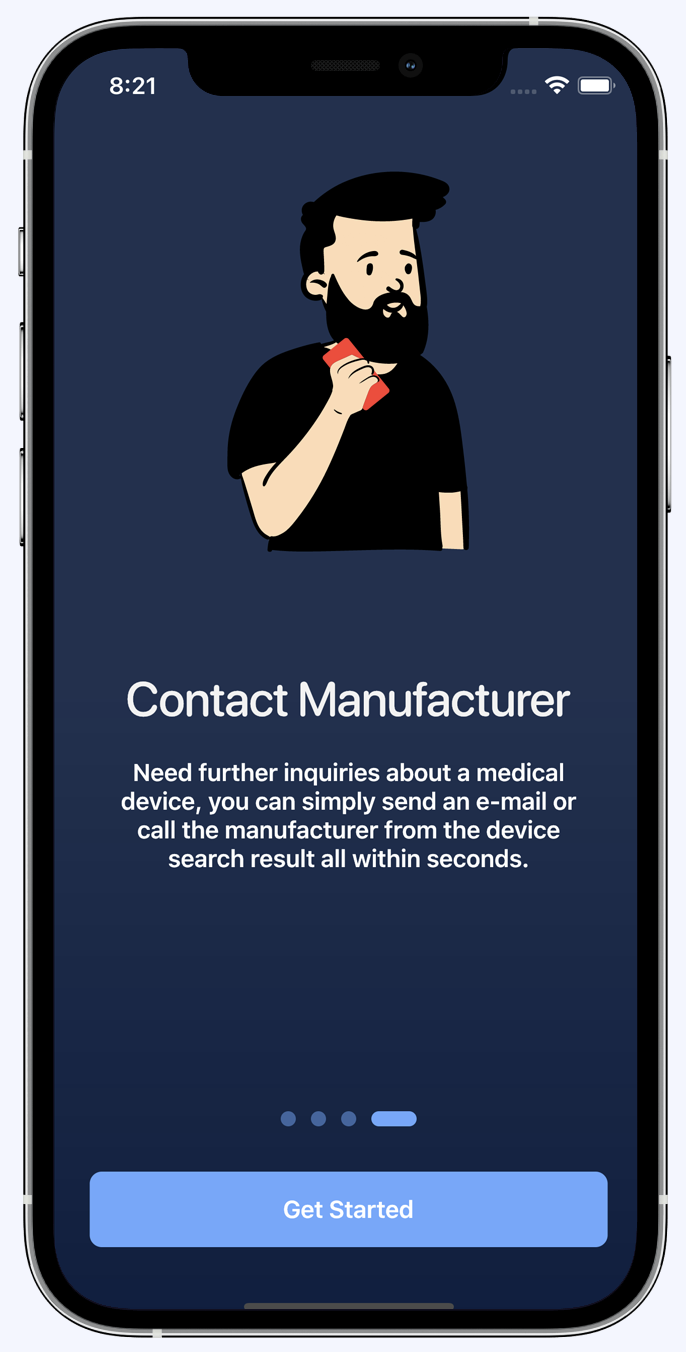 8:21
Contact Manufacturer
Need further inquiries about a medical
device, you can simply send an e-mail or
call the manufacturer from the device
search result all within seconds.
Get Started